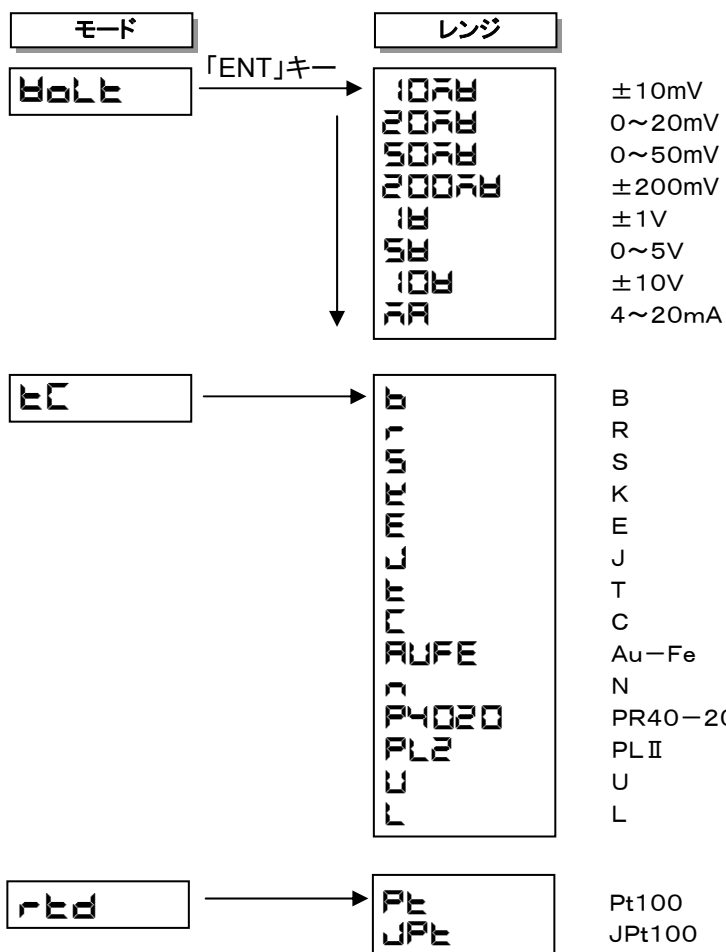 モード レンジ
VoLt 「ENT」キー 10mV ±10mV
20mV 0～20mV
50mV 0～50mV
200mV ±200mV
1V ±1V
5V 0～5V
10V ±10V
mA 4～20mA
tC b B
r R
S S
K K
E E
J J
t T
C C
AUFE Au－Fe
n N
P4020 PR40－20
PL2 PLⅡ
U U
L L
rtd Pt Pt100
JPt JPt100